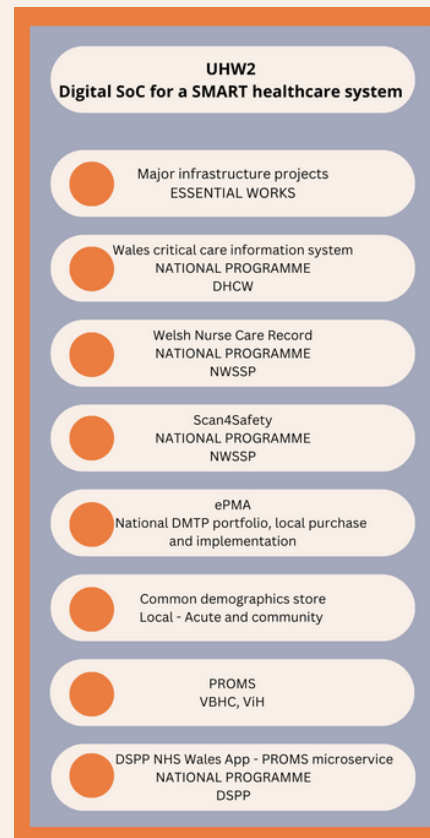 UHW2
Digital SoC for a SMART healthcare system
Major infrastructure projects
ESSENTIAL WORKS
Wales critical care information system
NATIONAL PROGRAMME
DHCW
Welsh Nurse Care Record
NATIONAL PROGRAMME
NWSSP
Scan4Safety
NATIONAL PROGRAMME
NWSSP
ePMA
National DMTP portfolio, local purchase
and implementation
Common demographics store
Local - Acute and community
PROMS
VBHC, ViH
DSPP NHS Wales App - PROMS microservice
NATIONAL PROGRAMME
DSPP